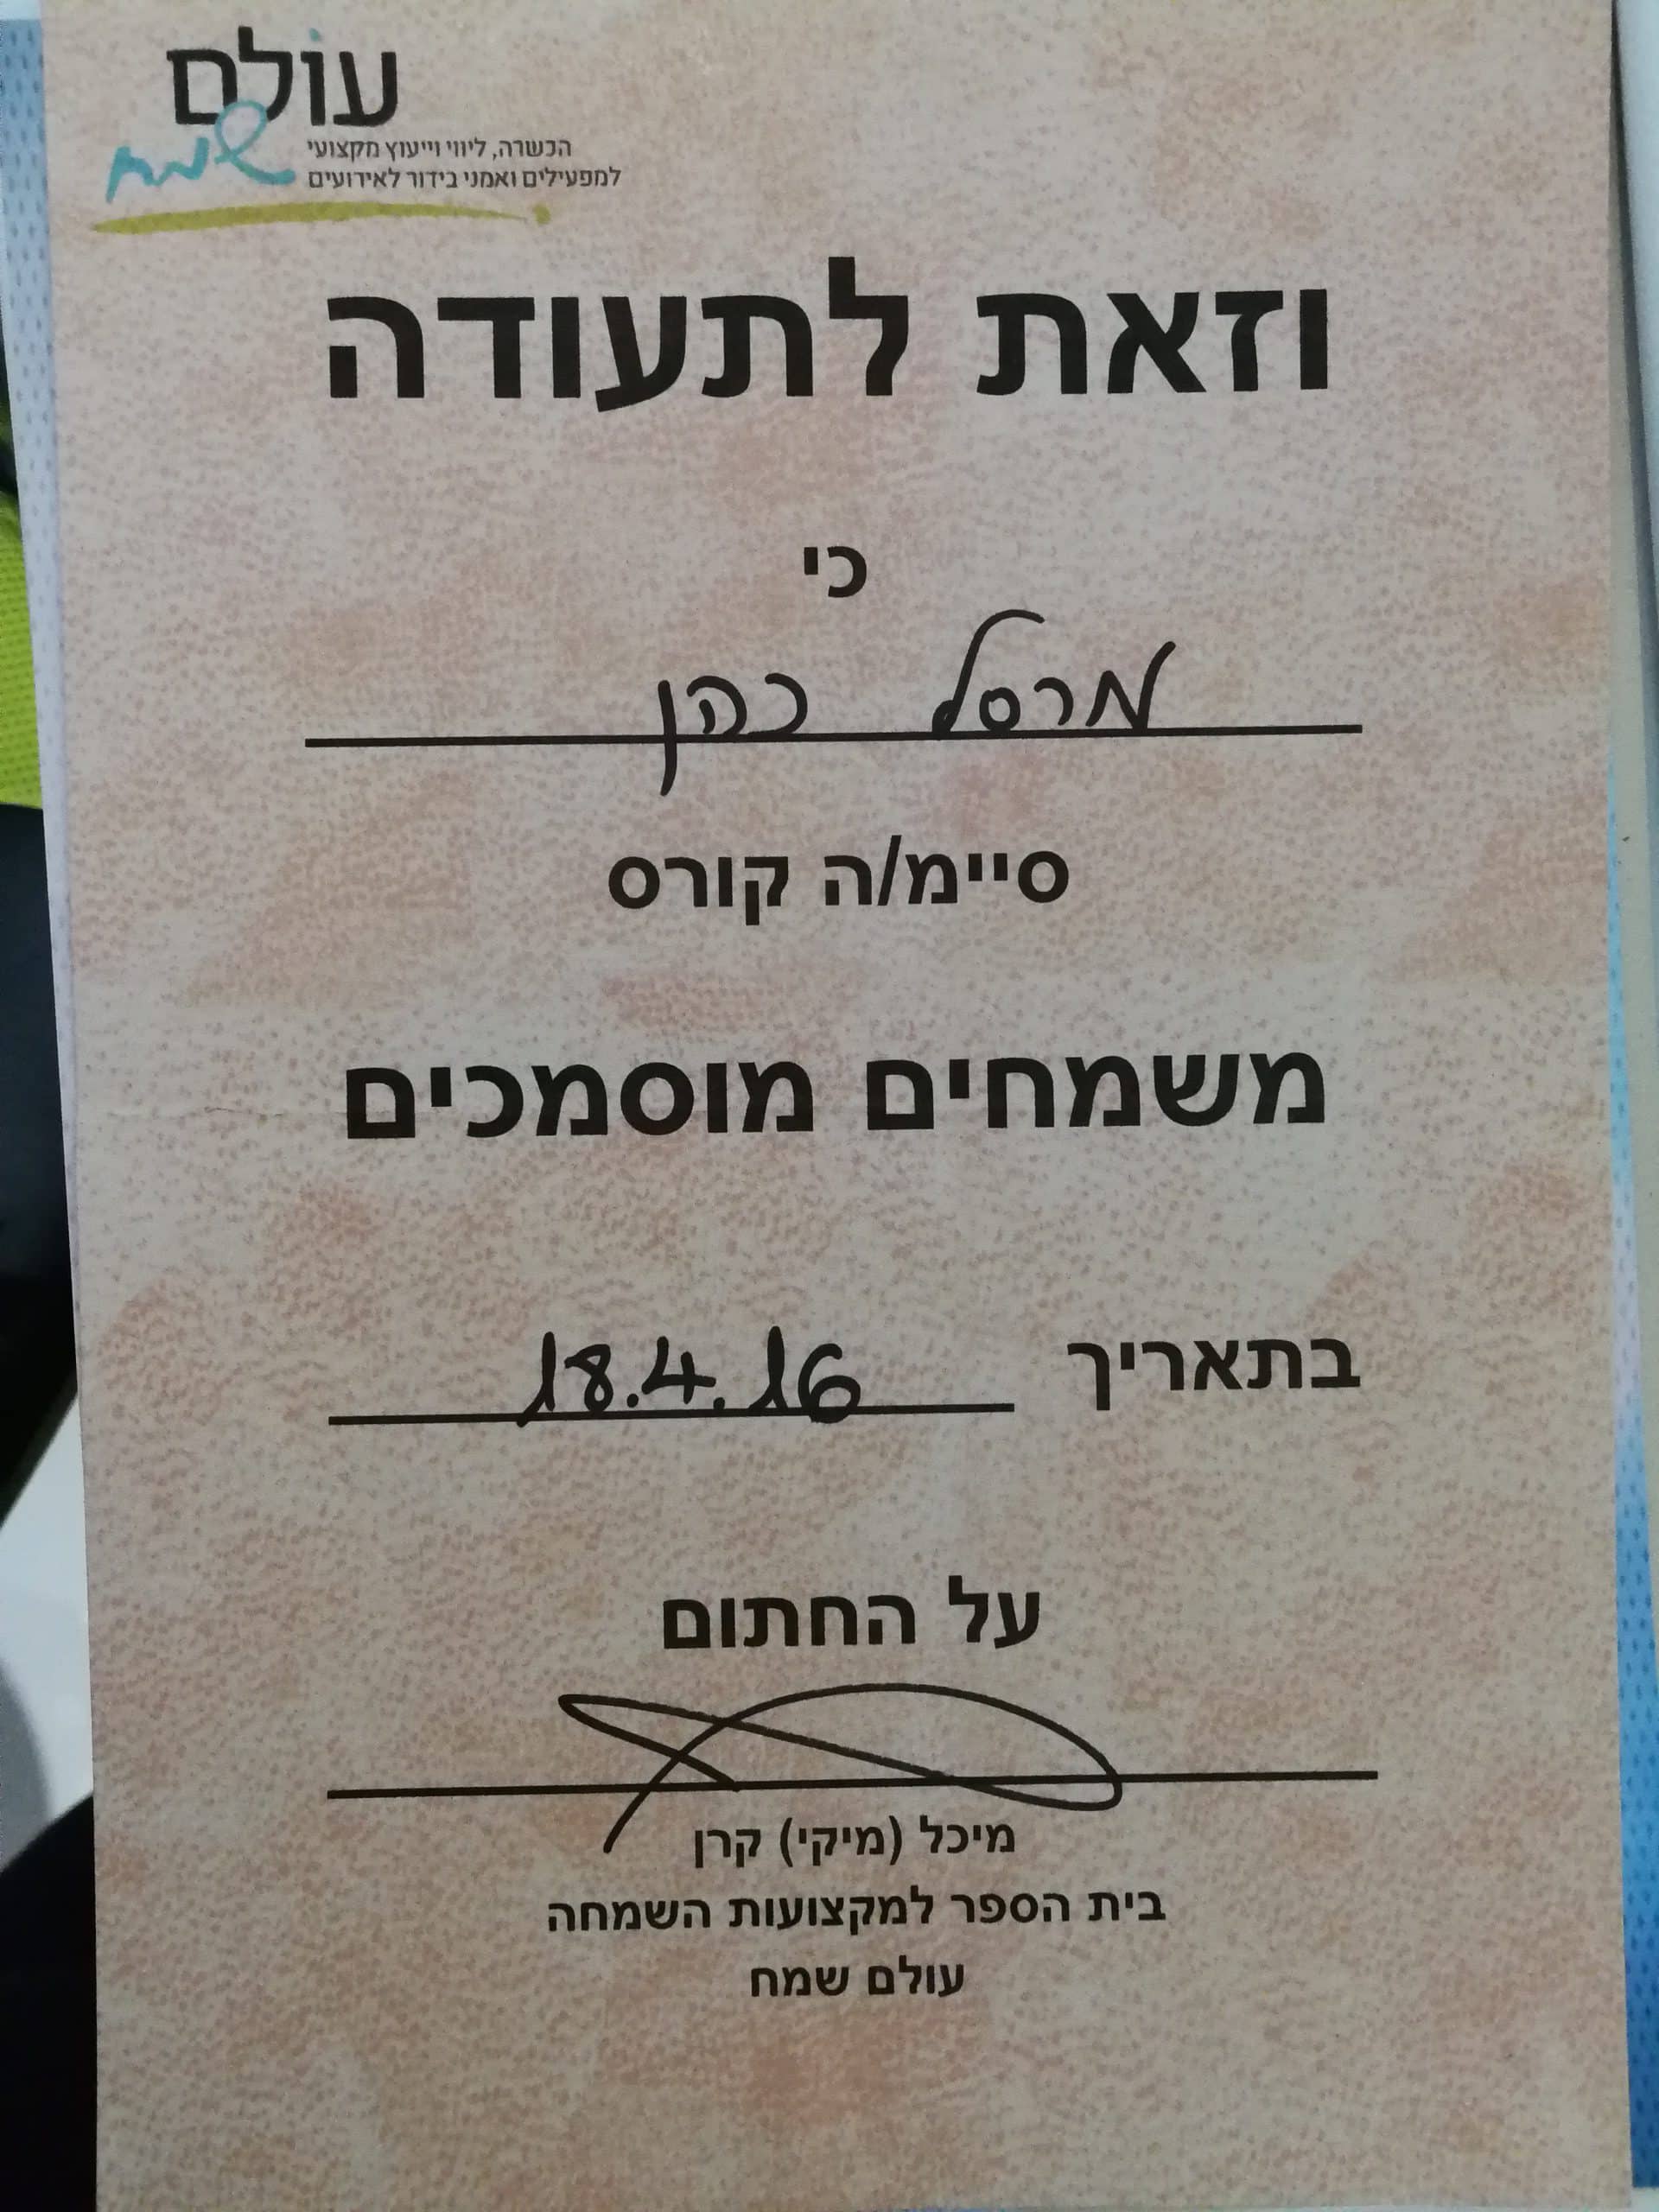 עולם
שמח
הכשרה, ליווי וייעוץ מקצועי
למפעילים ואמני בידור לאירועים
וזאת לתעודה
כי
מרסל כהן
סיימ/ה קורס
משמחים מוסמכים
בתאריך 18.4.16
על החתום
מיכל (מיקי) קרן
בית הספר למקצועות השמחה
עולם שמח